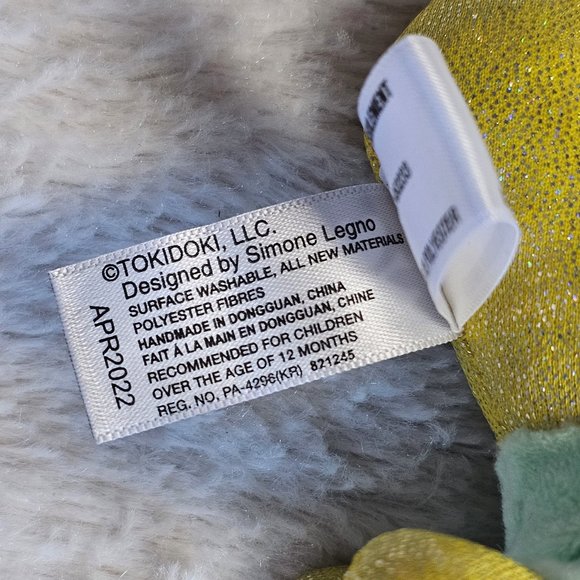 ©TOKIDOKI, LLC.
Designed by Simone Legno
SURFACE WASHABLE, ALL NEW MATERIALS
POLYESTER FIBRES
HANDMADE IN DONGGUAN, CHINA
FAIT À LA MAIN EN DONGGUAN, CHINE
RECOMMENDED FOR CHILDREN
OVER THE AGE OF 12 MONTHS
REG. NO. PA-4296(KR) 821245
APR2022